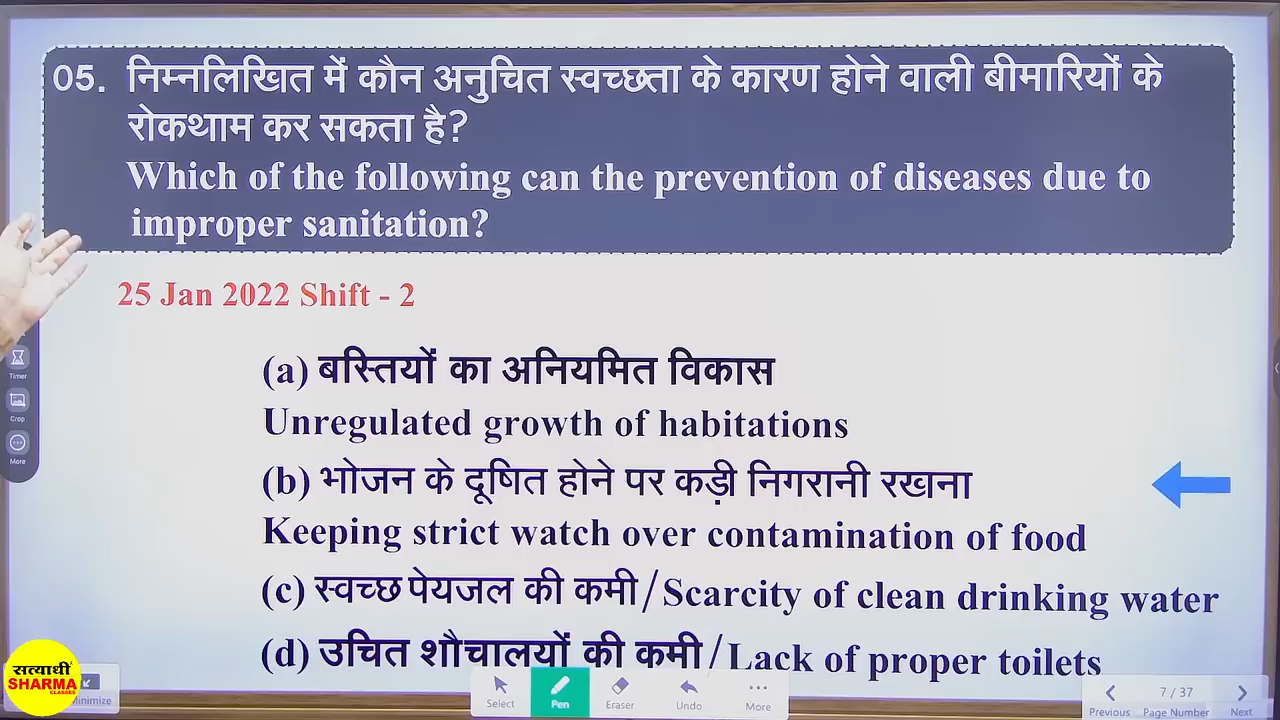 05. निम्नलिखित में कौन अनुचित स्वच्छता के कारण होने वाली बीमारियों के
रोकथाम कर सकता है?
Which of the following can the prevention of diseases due to
improper sanitation?
25 Jan 2022 Shift - 2
(a) बस्तियों का अनियमित विकास
Unregulated growth of habitations
(b) भोजन के दूषित होने पर कड़ी निगरानी रखना
Keeping strict watch over contamination of food
(c) स्वच्छ पेयजल की कमी/Scarcity of clean drinking water
(d) उचित शौचालयों की कमी/Lack of proper toilets
Timer
Crop
More
सत्यार्थी
SHARMA
CLASSES
Minimize
Select
Pen
Eraser
Undo
More
Previous
7 / 37
Page Number
Next